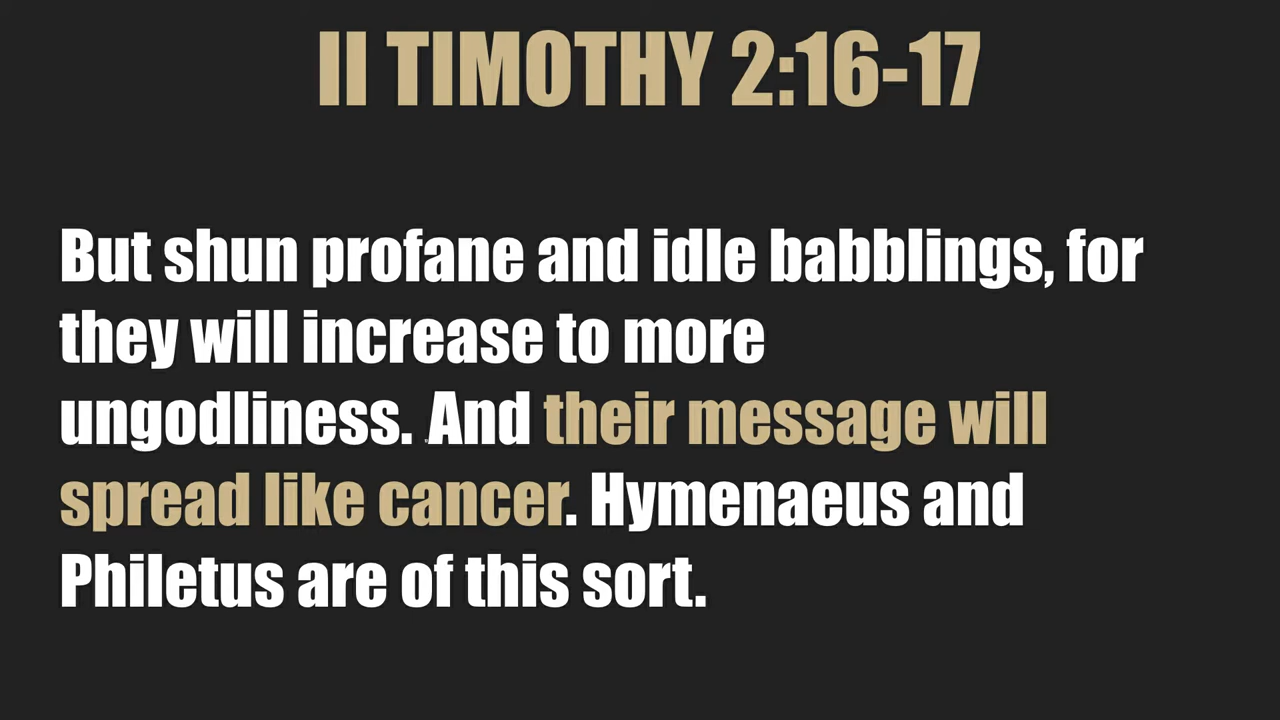 II TIMOTHY 2:16-17
But shun profane and idle babblings, for
they will increase to more
ungodliness. And their message will
spread like cancer. Hymenaeus and
Philetus are of this sort.